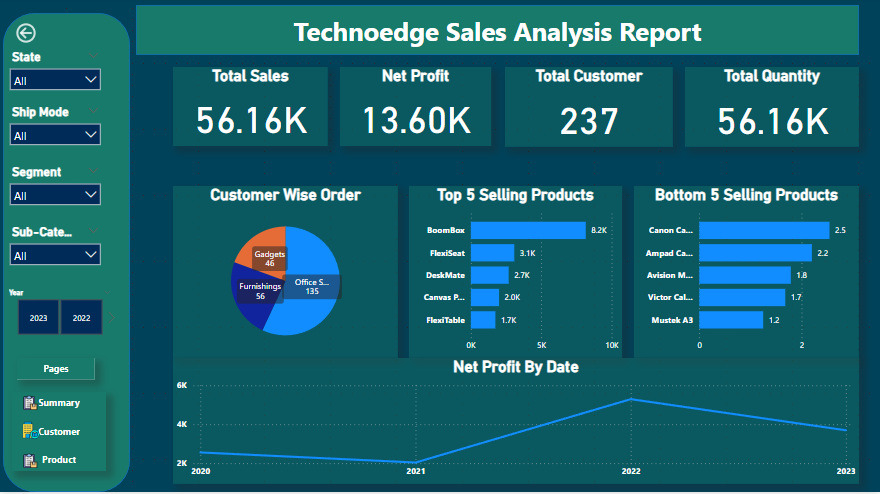 Technoedge Sales Analysis Report
State
All
Ship Mode
All
Segment
All
Sub-Cate...
All
Year
2023
2022
Pages
Summary
Customer
Product
Total Sales
56.16K
Net Profit
13.60K
Total Customer
237
Total Quantity
56.16K
Customer Wise Order
Gadgets
46
Furnishings
56
Office S...
135
Top 5 Selling Products
BoomBox
8.2K
FlexiSeat
3.1K
DeskMate
2.7K
Canvas P...
2.0K
FlexiTable
1.7K
0K
5K
10K
Bottom 5 Selling Products
Canon Ca...
2.5
Ampad Ca...
2.2
Avision M...
1.8
Victor Cal...
1.7
Mustek A3
1.2
0
2
Net Profit By Date
6K
4K
2K
2020
2021
2022
2023